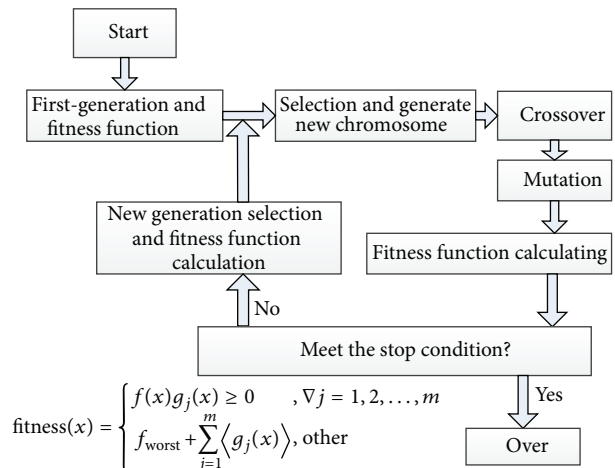 Start
First-generation and
fitness function
Selection and generate
new chromosome
Crossover
Mutation
New generation selection
and fitness function
calculation
Fitness function calculating
No
Meet the stop condition?
Yes
Over
fitness(x) = { f(x)g_j(x) ≥ 0 , ∇j = 1, 2, . . . , m
f_worst + ∑_{j=1}^{m} ⟨g_j(x)⟩, other